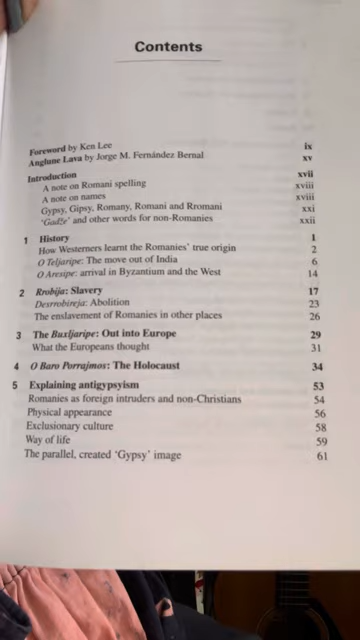 Contents
Foreword by Ken Lee ix
Anglune Lava by Jorge M. Fernández Bernal xv
Introduction xvii
A note on Romani spelling xviii
A note on names xviii
Gypsy, Gipsy, Romany, Romani and Rromani xxi
'Gadže' and other words for non-Romanies xxii
1 History 1
How Westerners learnt the Romanies' true origin 2
O Teljaripe: The move out of India 6
O Aresipe: arrival in Byzantium and the West 14
2 Rrobija: Slavery 17
Desrrobireja: Abolition 23
The enslavement of Romanies in other places 26
3 The Buxljaripe: Out into Europe 29
What the Europeans thought 31
4 O Baro Porrajmos: The Holocaust 34
5 Explaining antigypsyism 53
Romanies as foreign intruders and non-Christians 54
Physical appearance 56
Exclusionary culture 58
Way of life 59
The parallel, created 'Gypsy' image 61